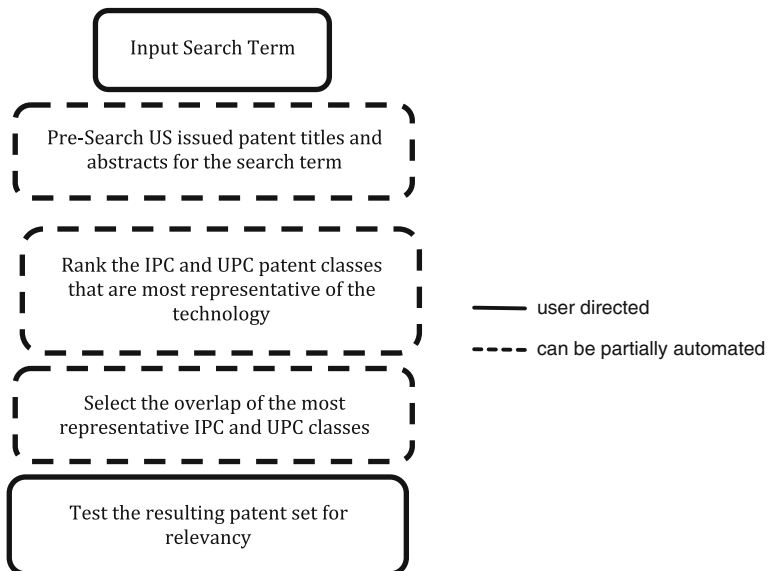 Input Search Term
Pre-Search US issued patent titles and
abstracts for the search term
Rank the IPC and UPC patent classes
that are most representative of the
technology
user directed
can be partially automated
Select the overlap of the most
representative IPC and UPC classes
Test the resulting patent set for
relevancy